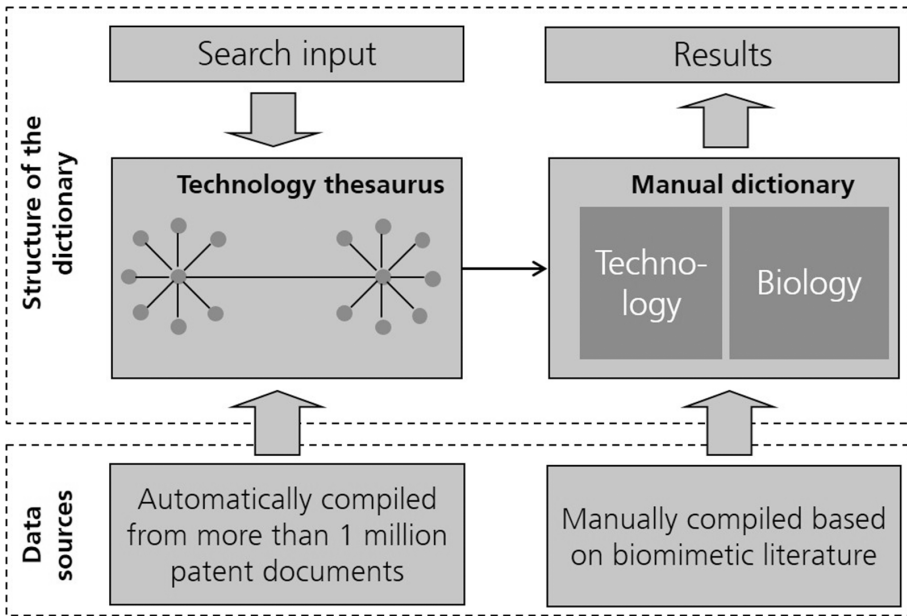 Structure of the
dictionary
Search input
Results
Technology thesaurus
Manual dictionary
Techno-
logy
Biology
Data
sources
Automatically compiled
from more than 1 million
patent documents
Manually compiled based
on biomimetic literature